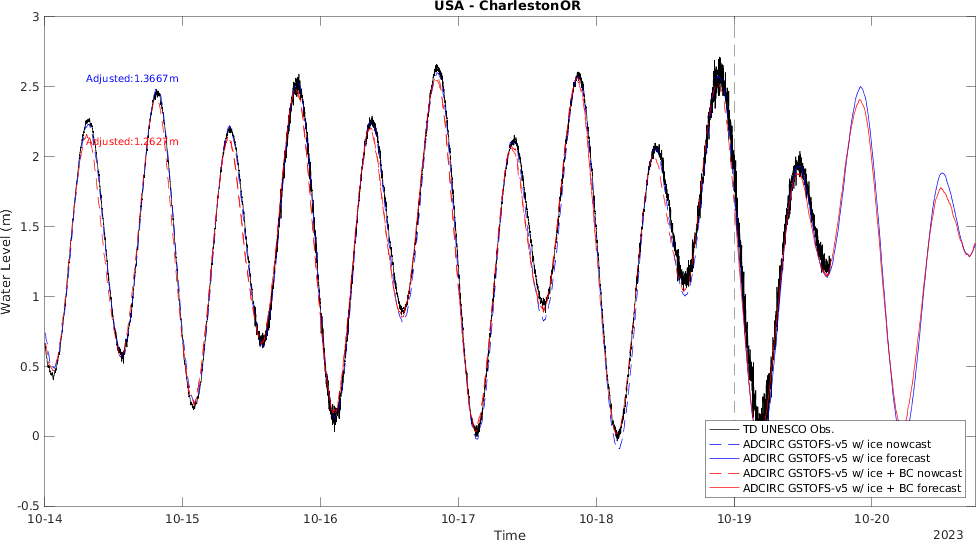 USA - CharlestonOR
3
2.5
2
1.5
1
0.5
0
-0.5
Water Level (m)
Adjusted:1.3667m
Adjusted:1.2627m
TD UNESCO Obs.
ADCIRC GSTOFS-v5 w/ ice nowcast
ADCIRC GSTOFS-v5 w/ ice forecast
ADCIRC GSTOFS-v5 w/ ice + BC nowcast
ADCIRC GSTOFS-v5 w/ ice + BC forecast
10-14 10-15 10-16 10-17 10-18 10-19 10-20
Time
2023